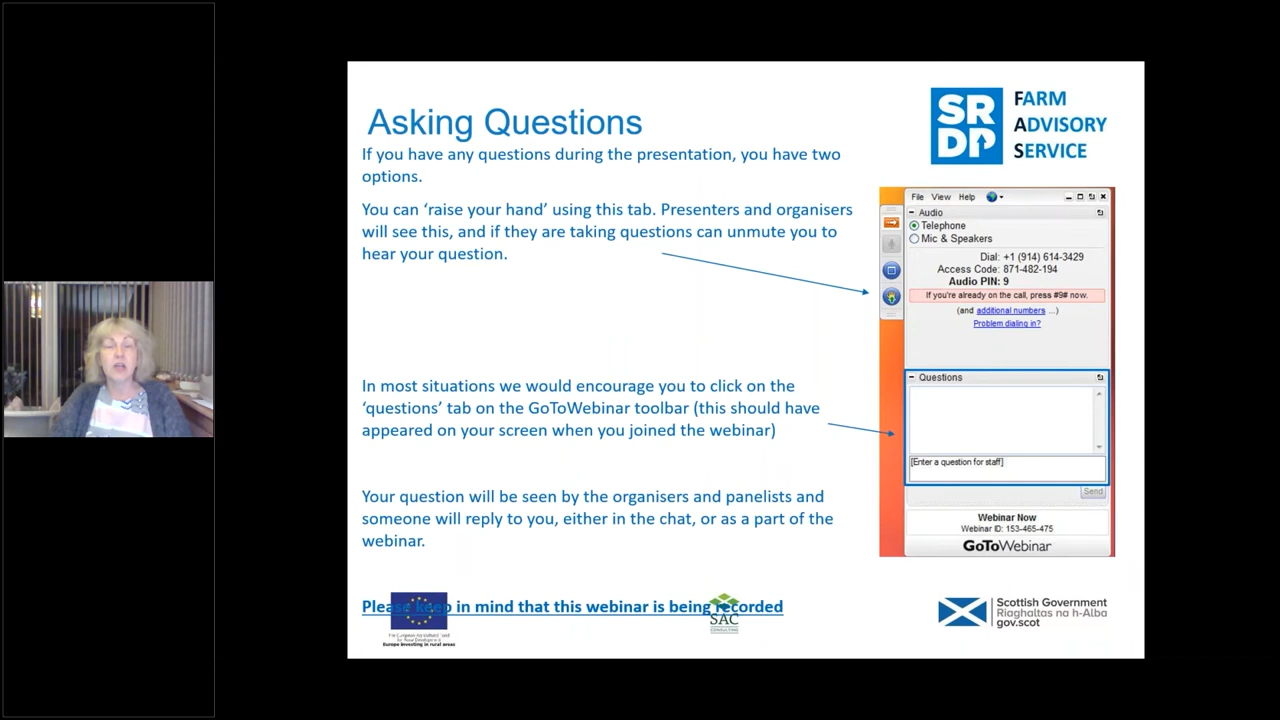 Asking Questions
If you have any questions during the presentation, you have two
options.
You can ‘raise your hand’ using this tab. Presenters and organisers
will see this, and if they are taking questions can unmute you to
hear your question.
In most situations we would encourage you to click on the
‘questions’ tab on the GoToWebinar toolbar (this should have
appeared on your screen when you joined the webinar)
Your question will be seen by the organisers and panelists and
someone will reply to you, either in the chat, or as a part of the
webinar.
Please keep in mind that this webinar is being recorded
SR
DP
FARM
ADVISORY
SERVICE
File View Help
Audio
Telephone
Mic & Speakers
Dial: +1 (914) 614-3429
Access Code: 871-482-194
Audio PIN: 9
If you're already on the call, press #9# now.
(and additional numbers ...)
Problem dialing in?
Questions
[Enter a question for staff]
Send
Webinar Now
Webinar ID: 153-465-475
GoToWebinar
Europe investing in rural areas
SAC
CONSULTING
Scottish Government
Riaghaltas na h-Alba
gov.scot